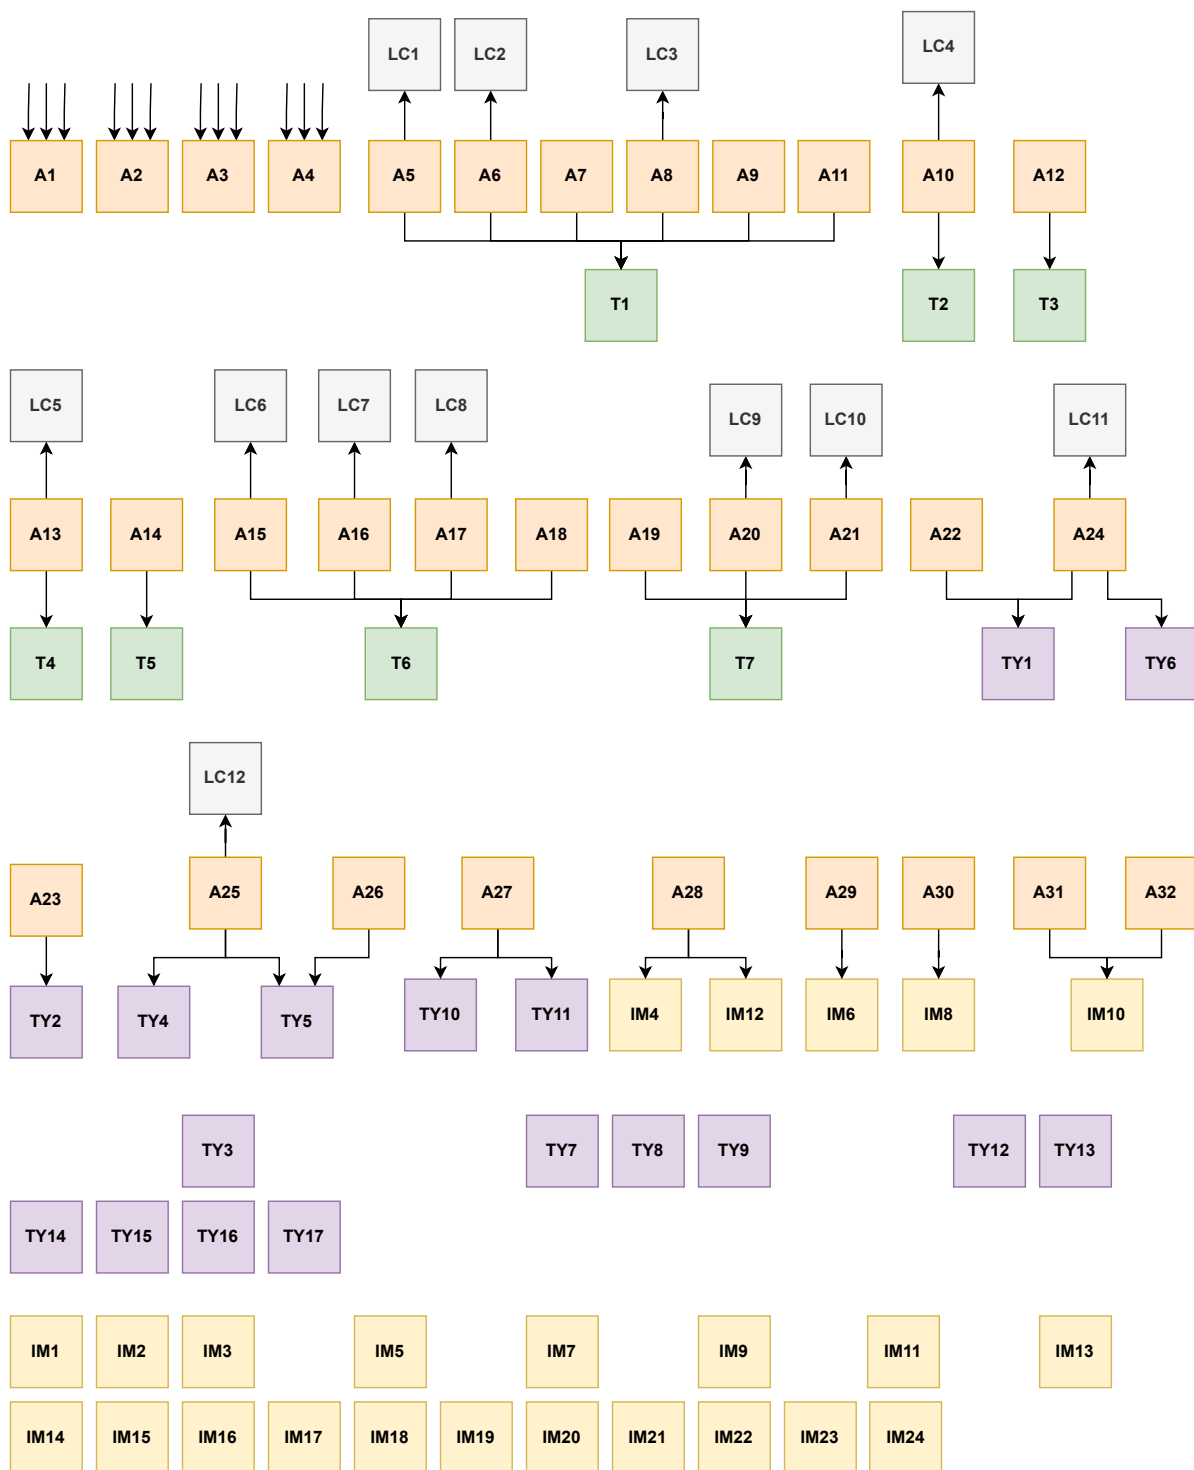 LC1 LC2 LC3 LC4
A1 A2 A3 A4 A5 A6 A7 A8 A9 A11 A10 A12
T1 T2 T3
LC5 LC6 LC7 LC8 LC9 LC10 LC11
A13 A14 A15 A16 A17 A18 A19 A20 A21 A22 A24
T4 T5 T6 T7 TY1 TY6
LC12
A23 A25 A26 A27 A28 A29 A30 A31 A32
TY2 TY4 TY5 TY10 TY11 IM4 IM12 IM6 IM8 IM10
TY3 TY7 TY8 TY9 TY12 TY13
TY14 TY15 TY16 TY17
IM1 IM2 IM3 IM5 IM7 IM9 IM11 IM13
IM14 IM15 IM16 IM17 IM18 IM19 IM20 IM21 IM22 IM23 IM24